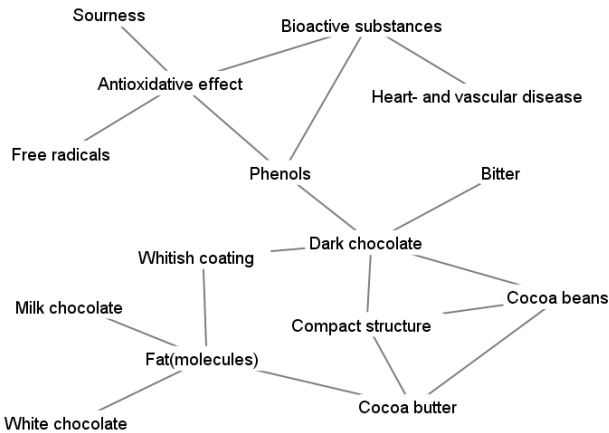 Sourness
Bioactive substances
Antioxidative effect
Heart- and vascular disease
Free radicals
Phenols
Bitter
Dark chocolate
Whitish coating
Cocoa beans
Milk chocolate
Compact structure
Fat(molecules)
Cocoa butter
White chocolate